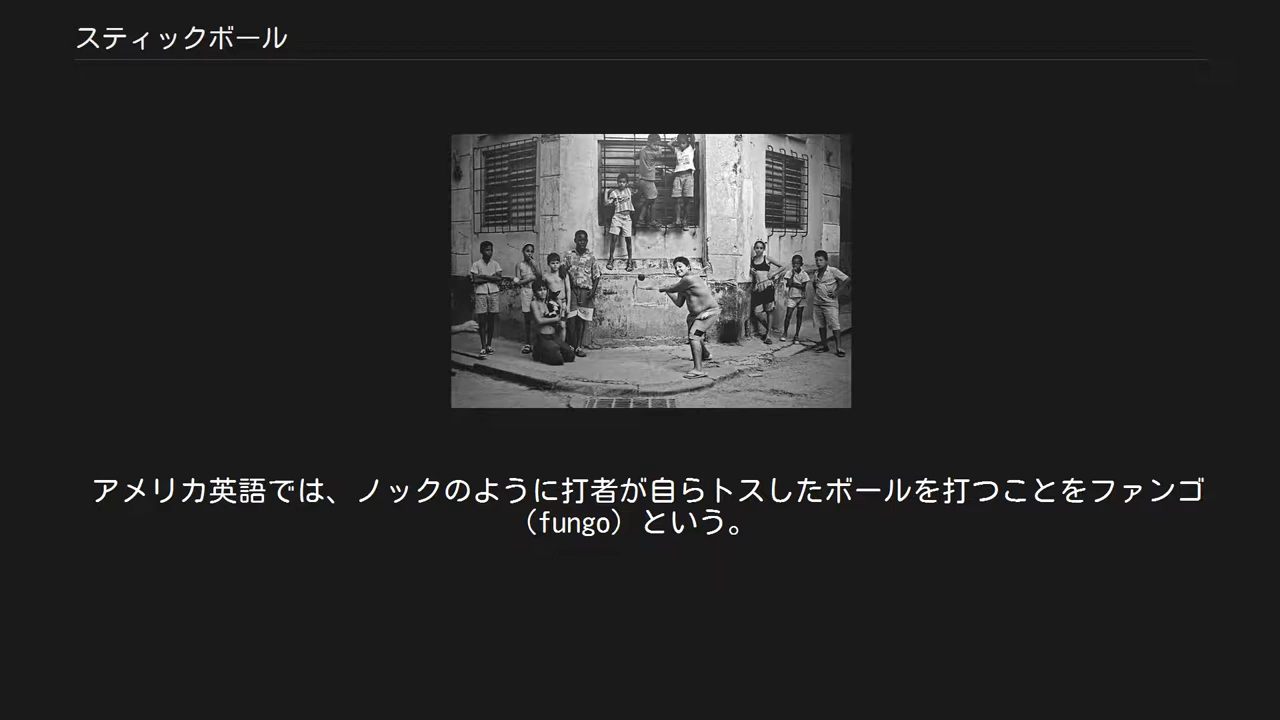 スティックボール
アメリカ英語では、ノックのように打者が自らトスしたボールを打つことをファンゴ
（fungo）という。